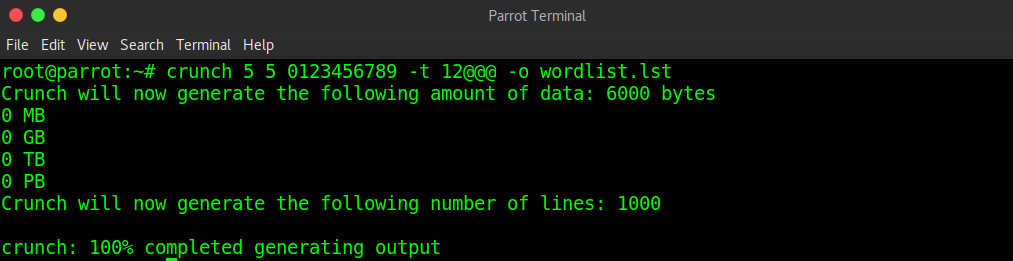 Parrot Terminal
File Edit View Search Terminal Help
root@parrot:~# crunch 5 5 0123456789 -t 12@@@ -o wordlist.lst
Crunch will now generate the following amount of data: 6000 bytes
0 MB
0 GB
0 TB
0 PB
Crunch will now generate the following number of lines: 1000
crunch: 100% completed generating output